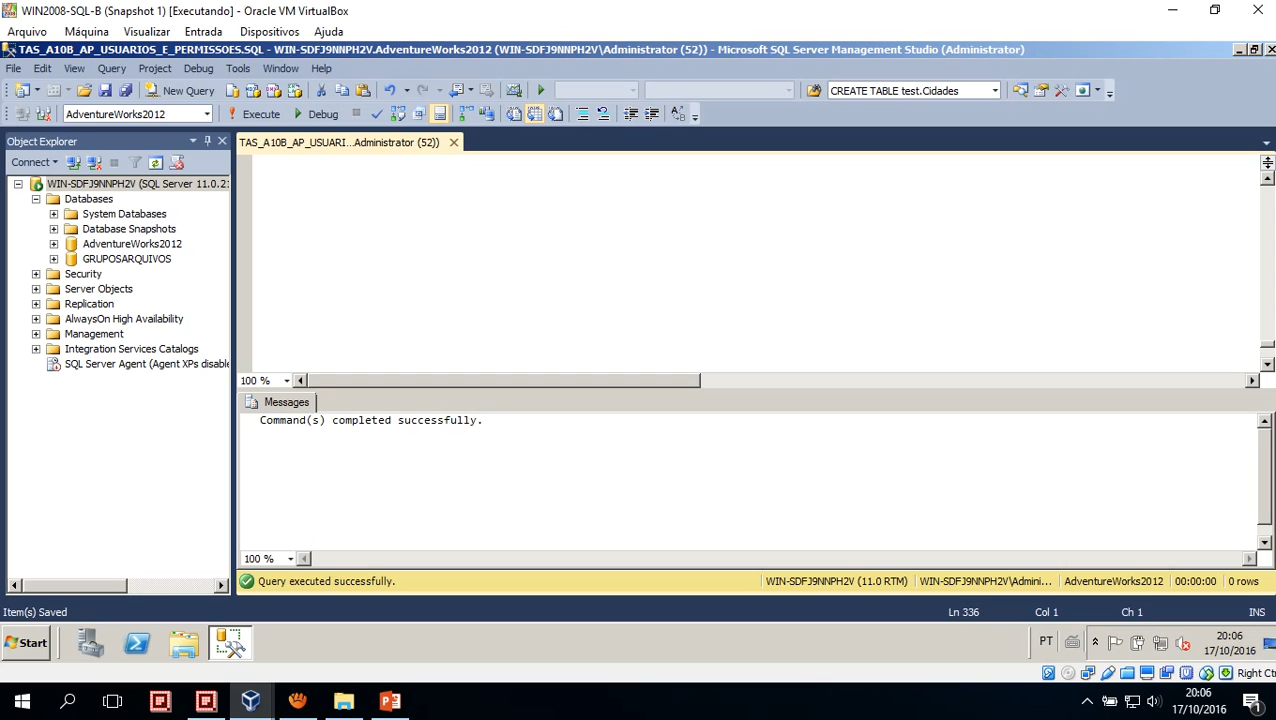 WIN2008-SQL-B (Snapshot 1) [Executando] - Oracle VM VirtualBox
Arquivo Máquina Visualizar Entrada Dispositivos Ajuda
TAS_A10B_AP_USUARIOS_E_PERMISSOES.SQL - WIN-SDFJ9NNPH2V.AdventureWorks2012 (WIN-SDFJ9NNPH2V\Administrator (52)) - Microsoft SQL Server Management Studio (Administrator)
File Edit View Query Project Debug Tools Window Help
New Query CREATE TABLE test.Cidades
AdventureWorks2012 Execute Debug
Object Explorer
TAS_A10B_AP_USUARI...Administrator (52))
Connect
WIN-SDFJ9NNPH2V (SQL Server 11.0.21
Databases
System Databases
Database Snapshots
AdventureWorks2012
GRUPOSARQUIVOS
Security
Server Objects
Replication
AlwaysOn High Availability
Management
Integration Services Catalogs
SQL Server Agent (Agent XPs disable
100 %
Messages
Command(s) completed successfully.
100 %
Query executed successfully. WIN-SDFJ9NNPH2V (11.0 RTM) WIN-SDFJ9NNPH2V\Admini... AdventureWorks2012 00:00:00 0 rows
Item(s) Saved Ln 336 Col 1 Ch 1 INS
Start PT 20:06
17/10/2016
Right Ctr
20:06
17/10/2016
1